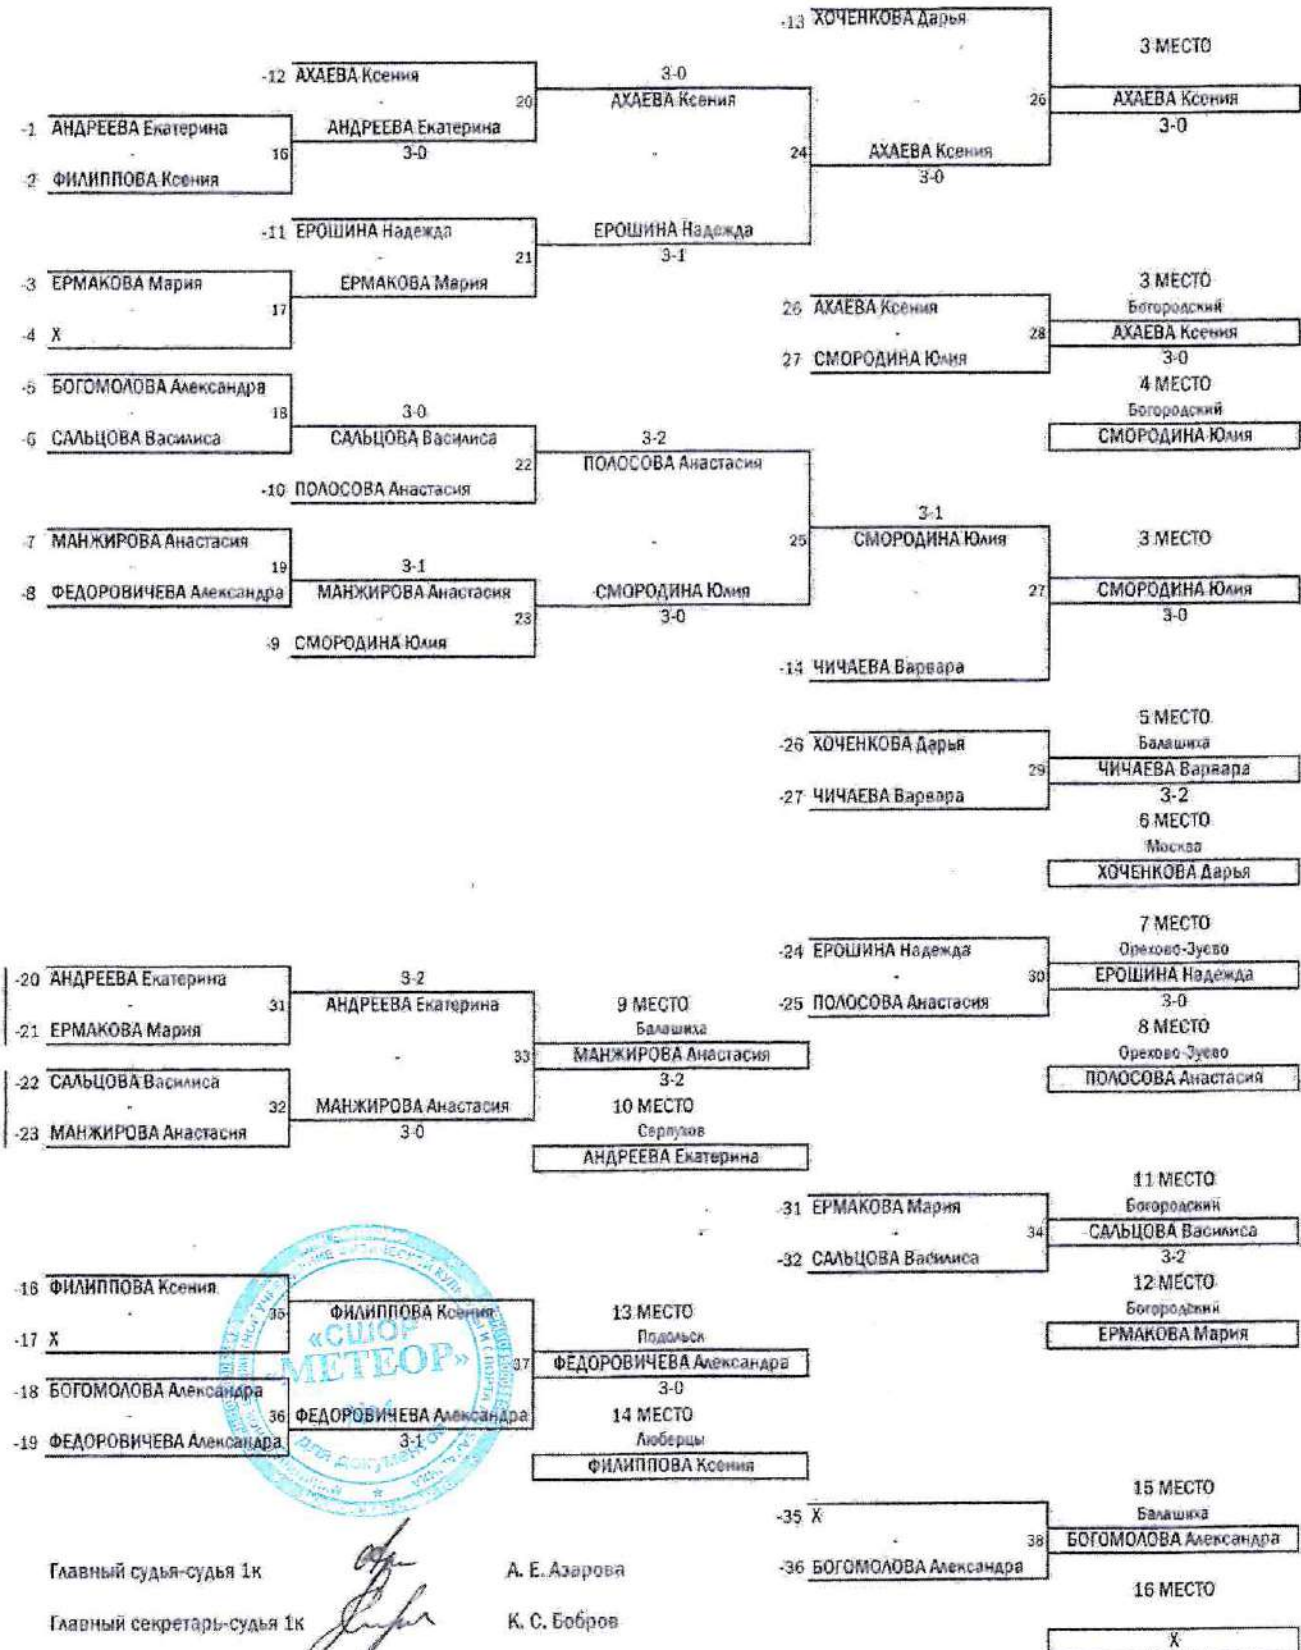 -13 ХОЧЕНКОВА Дарья
3 МЕСТО
-12 АХАЕВА Ксения
3-0
20 АХАЕВА Ксения
26 АХАЕВА Ксения
-1 АНДРЕЕВА Екатерина
АНДРЕЕВА Екатерина
3-0
16 3-0
24 АХАЕВА Ксения
-2 ФИЛИППОВА Ксения
3-0
-11 ЕРОШИНА Надежда
ЕРОШИНА Надежда
21 3-1
-3 ЕРМАКОВА Мария
ЕРМАКОВА Мария
3 МЕСТО
17
26 АХАЕВА Ксения
Богородский
-4 X
28 АХАЕВА Ксения
27 СМОРОДИНА Юлия
3-0
-5 БОГОМОЛОВА Александра
4 МЕСТО
18 3-0
Богородский
-6 САЛЬЦОВА Василиса
САЛЬЦОВА Василиса
3-2
СМОРОДИНА Юлия
22 ПОЛОСОВА Анастасия
-10 ПОЛОСОВА Анастасия
3-1
-7 МАНЖИРОВА Анастасия
25 СМОРОДИНА Юлия
3 МЕСТО
19 3-1
-8 ФЕДОРОВИЧЕВА Александра
МАНЖИРОВА Анастасия
СМОРОДИНА Юлия
27 СМОРОДИНА Юлия
23 3-0
3-0
-9 СМОРОДИНА Юлия
-14 ЧИЧАЕВА Варвара
5 МЕСТО
-26 ХОЧЕНКОВА Дарья
Балашиха
29 ЧИЧАЕВА Варвара
-27 ЧИЧАЕВА Варвара
3-2
6 МЕСТО
Москва
ХОЧЕНКОВА Дарья
7 МЕСТО
-24 ЕРОШИНА Надежда
Орехово-Зуево
-20 АНДРЕЕВА Екатерина
3-2
30 ЕРОШИНА Надежда
31 АНДРЕЕВА Екатерина
9 МЕСТО
-25 ПОЛОСОВА Анастасия
3-0
-21 ЕРМАКОВА Мария
Балашиха
8 МЕСТО
33 МАНЖИРОВА Анастасия
Орехово-Зуево
-22 САЛЬЦОВА Василиса
3-2
ПОЛОСОВА Анастасия
32 МАНЖИРОВА Анастасия
10 МЕСТО
-23 МАНЖИРОВА Анастасия
3-0
Серпухов
АНДРЕЕВА Екатерина
11 МЕСТО
-31 ЕРМАКОВА Мария
Богородский
34 САЛЬЦОВА Василиса
-32 САЛЬЦОВА Василиса
3-2
-16 ФИЛИППОВА Ксения
12 МЕСТО
35 ФИЛИППОВА Ксения
13 МЕСТО
Богородский
-17 X
«СШОР
Подольск
ЕРМАКОВА Мария
«МЕТЕОР»
37 ФЕДОРОВИЧЕВА Александра
-18 БОГОМОЛОВА Александра
3-0
36 ФЕДОРОВИЧЕВА Александра
14 МЕСТО
-19 ФЕДОРОВИЧЕВА Александра
3-1
Люберцы
для документов
ФИЛИППОВА Ксения
15 МЕСТО
-35 X
Балашиха
38 БОГОМОЛОВА Александра
Главный судья-судья 1к
А. Е. Азарова
-36 БОГОМОЛОВА Александра
16 МЕСТО
Главный секретарь-судья 1к
К. С. Бобров
X